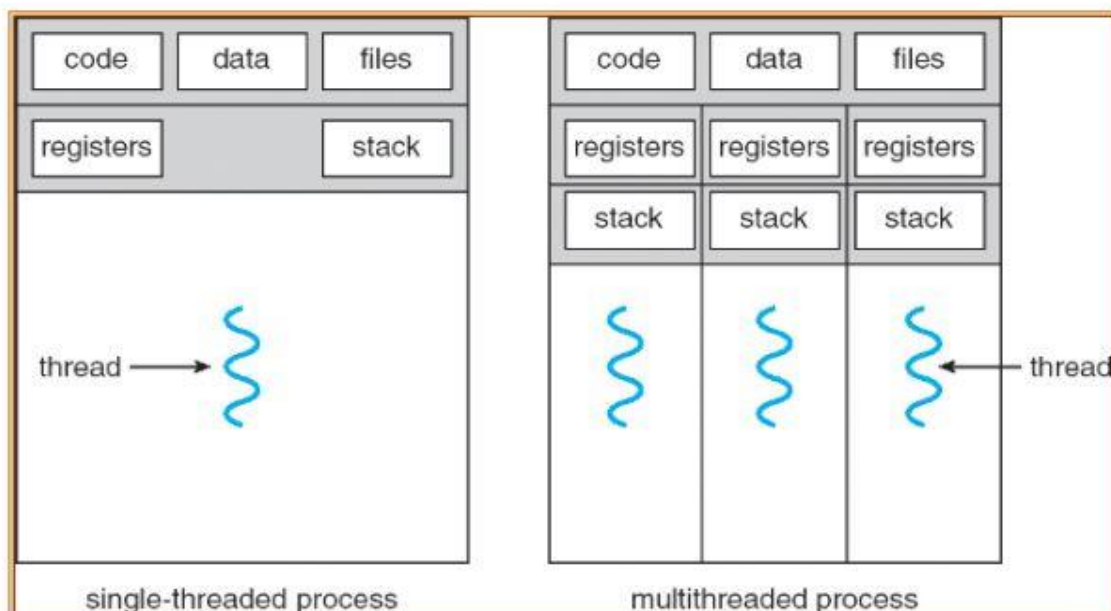 code data files code data files
registers stack registers registers registers
stack stack stack
thread thread
single-threaded process multithreaded process